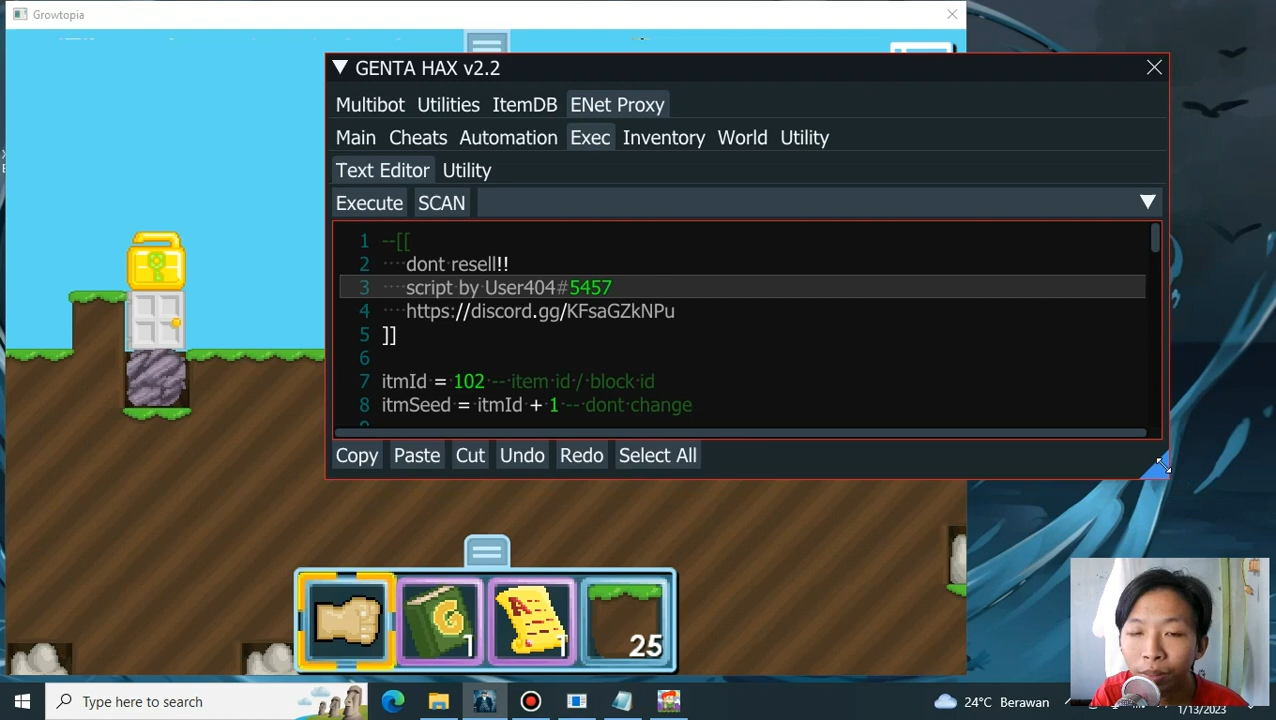 Growtopia
GENTA HAX v2.2
Multibot Utilities ItemDB ENet Proxy
Main Cheats Automation Exec Inventory World Utility
Text Editor Utility
Execute SCAN
1 --[[
2 dont resell!!
3 script by User404#5457
4 https://discord.gg/KFsaGZkNPu
5 ]]
6
7 itmId = 102 -- item id / block id
8 itmSeed = itmId + 1 -- dont change
Copy Paste Cut Undo Redo Select All
G 1
A 1
25
Type here to search
24°C Berawan
1/13/2023